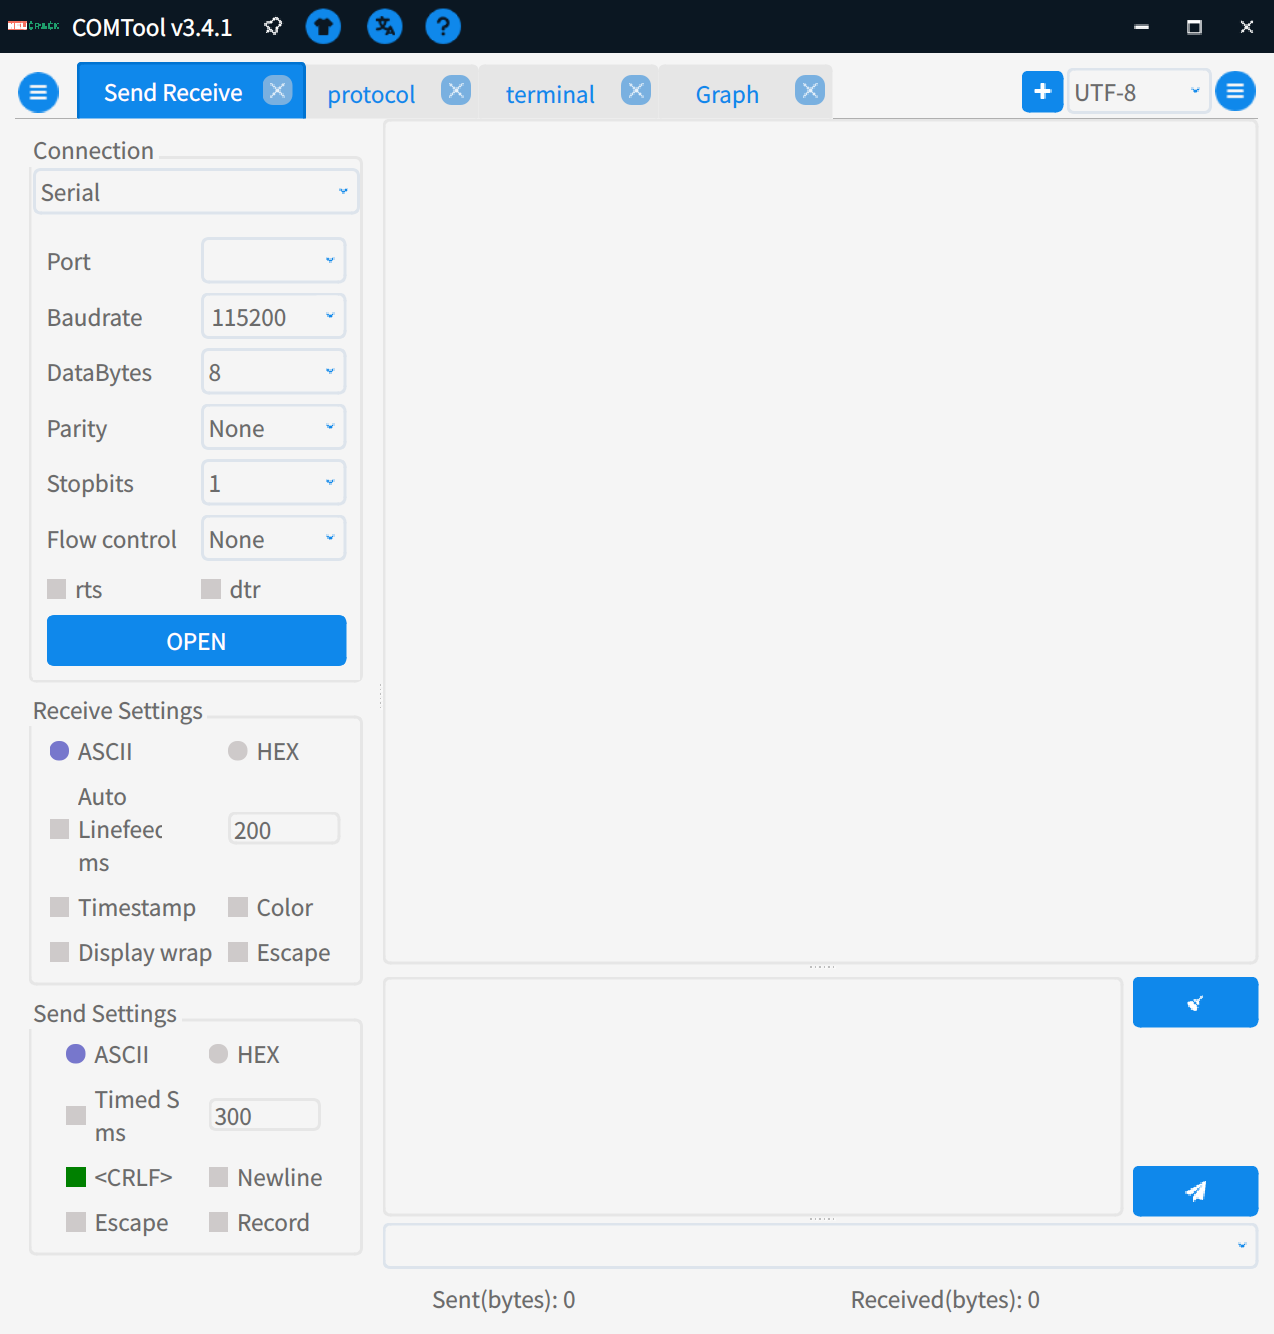 COMTool v3.4.1
Send Receive
protocol
terminal
Graph
UTF-8
Connection
Serial
Port
Baudrate 115200
DataBytes 8
Parity None
Stopbits 1
Flow control None
rts dtr
OPEN
Receive Settings
ASCII HEX
Auto
Linefeed 200
ms
Timestamp Color
Display wrap Escape
Send Settings
ASCII HEX
Timed S
ms 300
<CRLF> Newline
Escape Record
Sent(bytes): 0 Received(bytes): 0